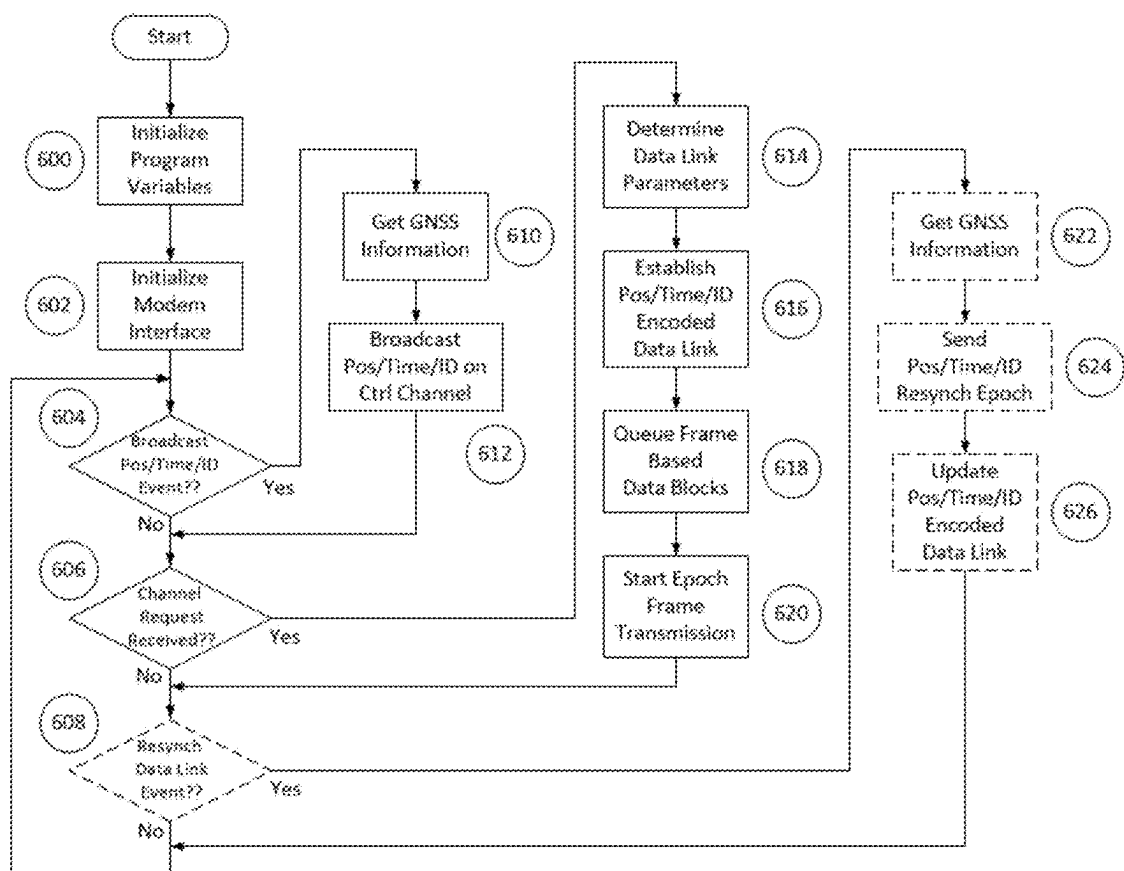 Start
Initialize
Program
Variables
600
Initialize
Modem
Interface
602
604
Broadcast
Pos/Time/ID
Event??
Yes
No
Get GNSS
Information
610
Broadcast
Pos/Time/ID on
Ctrl Channel
612
606
Channel
Request
Received??
Yes
No
Determine
Data Link
Parameters
614
Establish
Pos/Time/ID
Encoded
Data Link
616
Queue Frame
Based
Data Blocks
618
Start Epoch
Frame
Transmission
620
608
Resynch
Data Link
Event??
Yes
No
Get GNSS
Information
622
Send
Pos/Time/ID
Resynch Epoch
624
Update
Pos/Time/ID
Encoded
Data Link
626